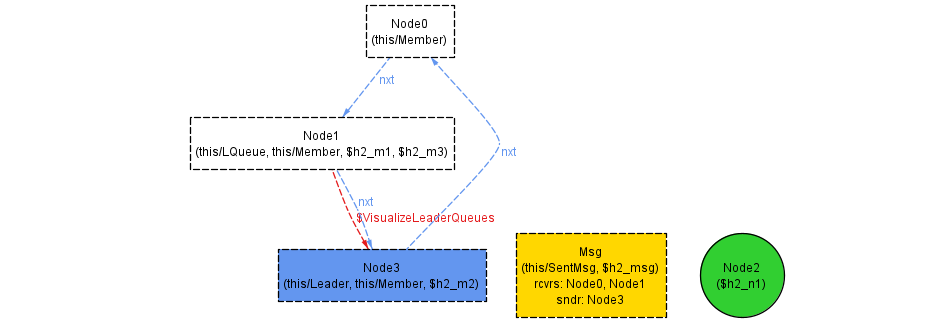 Node0
(this/Member)
nxt
Node1
(this/LQueue, this/Member, $h2_m1, $h2_m3)
nxt
nxt
$VisualizeLeaderQueues
Node3
(this/Leader, this/Member, $h2_m2)
Msg
(this/SentMsg, $h2_msg)
rcvrs: Node0, Node1
sndr: Node3
Node2
($h2_n1)